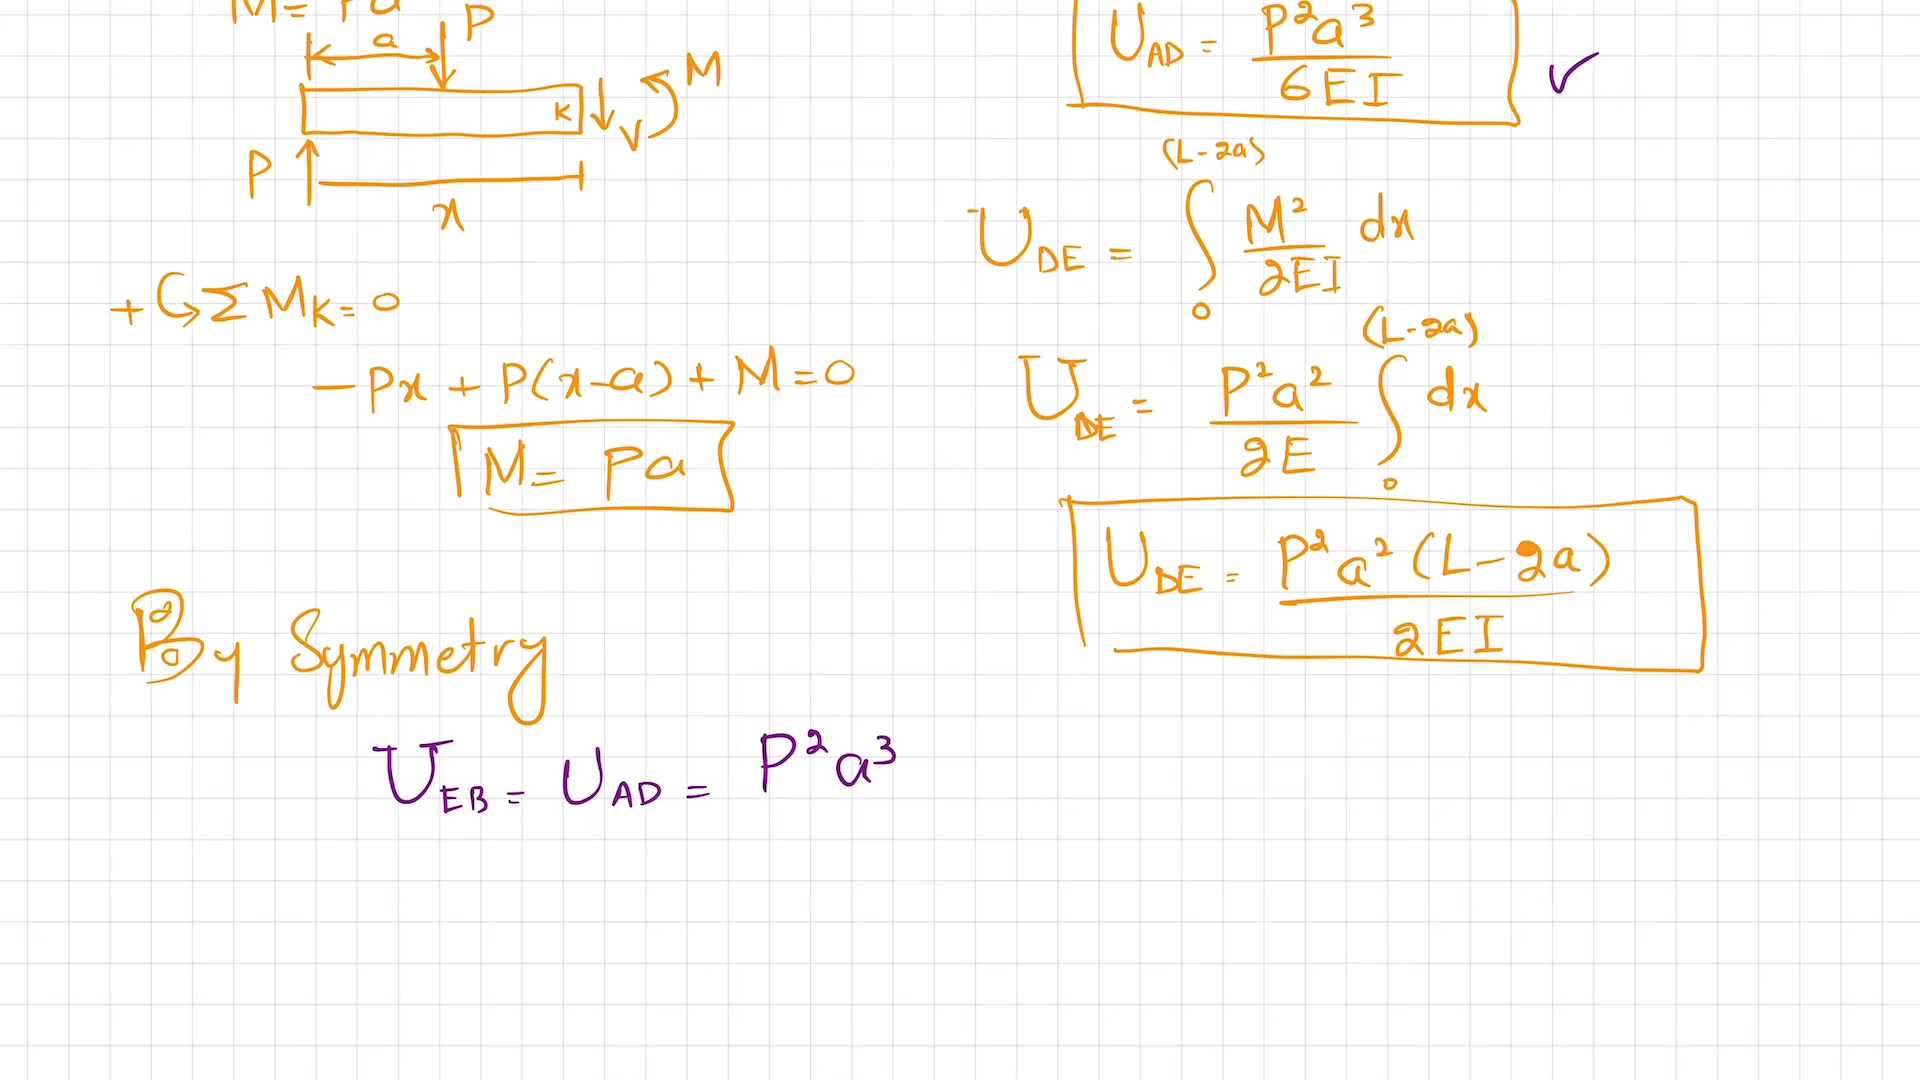 M = Pa
P
a
K
V
M
P
x
+ ↪ Σ M_K = 0
− Px + P(x-a) + M = 0
M = Pa
By Symmetry
U_EB = U_AD = P²a³
U_AD = P²a³ / 6EI ✓
U_DE = ∫₀^(L-2a) M² / 2EI dx
U_DE = P²a² / 2E ∫₀^(L-2a) dx
U_DE = P²a² (L-2a) / 2EI